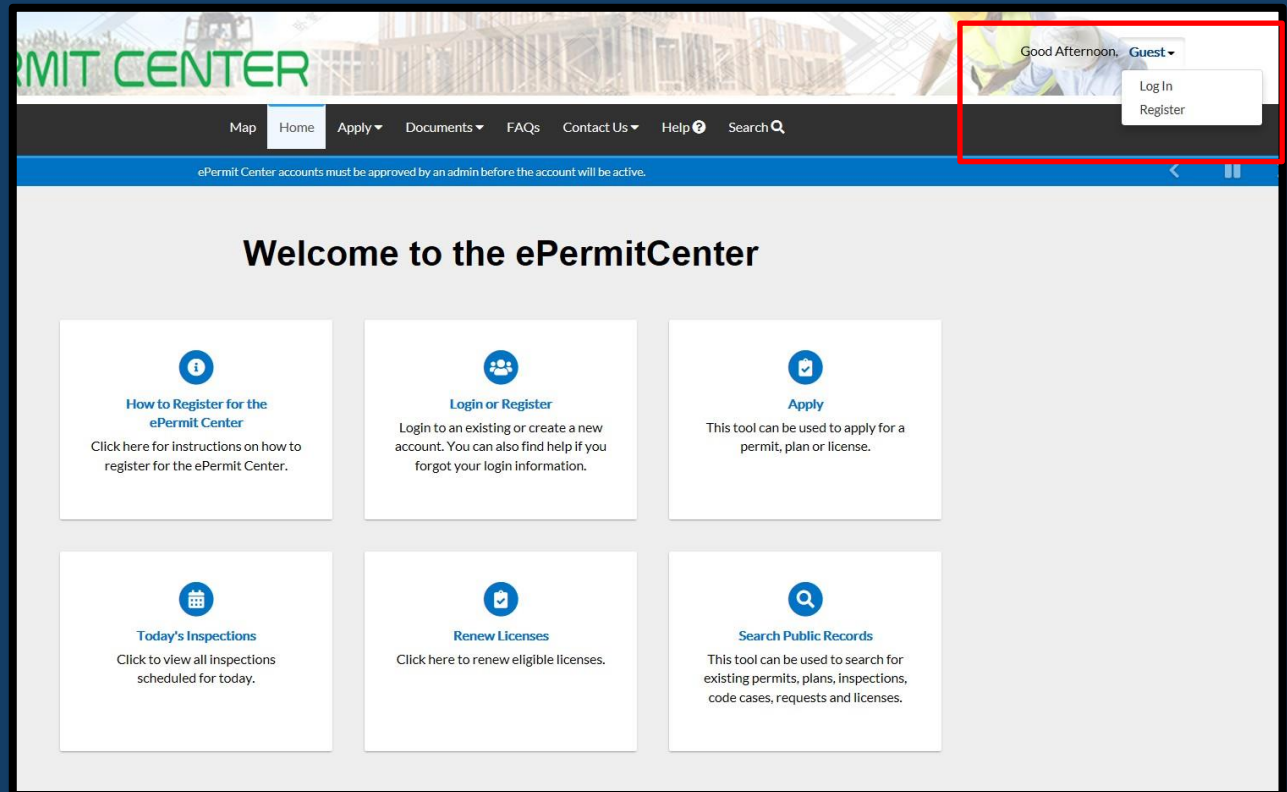 MIT CENTER
Good Afternoon, Guest
Log In
Register
Map Home Apply Documents FAQs Contact Us Help ? Search
ePermit Center accounts must be approved by an admin before the account will be active.
Welcome to the ePermitCenter
How to Register for the
ePermit Center
Click here for instructions on how to
register for the ePermit Center.
Login or Register
Login to an existing or create a new
account. You can also find help if you
forgot your login information.
Apply
This tool can be used to apply for a
permit, plan or license.
Today's Inspections
Click to view all inspections
scheduled for today.
Renew Licenses
Click here to renew eligible licenses.
Search Public Records
This tool can be used to search for
existing permits, plans, inspections,
code cases, requests and licenses.